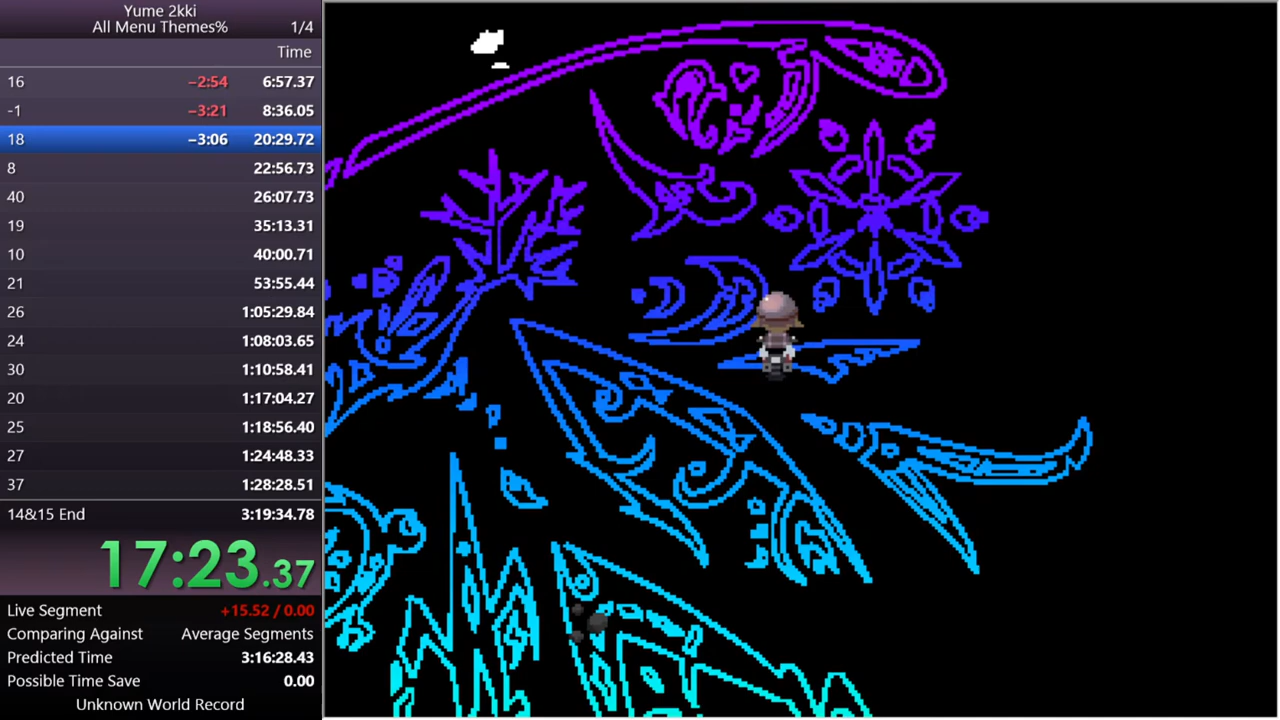 Yume 2kki
All Menu Themes% 1/4
Time
16 −2:54 6:57.37
-1 −3:21 8:36.05
18 −3:06 20:29.72
8 22:56.73
40 26:07.73
19 35:13.31
10 40:00.71
21 53:55.44
26 1:05:29.84
24 1:08:03.65
30 1:10:58.41
20 1:17:04.27
25 1:18:56.40
27 1:24:48.33
37 1:28:28.51
14&15 End 3:19:34.78
17:23.37
Live Segment +15.52 / 0.00
Comparing Against Average Segments
Predicted Time 3:16:28.43
Possible Time Save 0.00
Unknown World Record